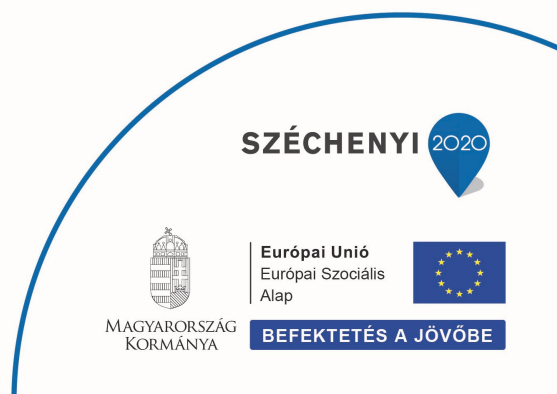 SZÉCHENYI 2020
Európai Unió
Európai Szociális
Alap
MAGYARORSZÁG
KORMÁNYA
BEFEKTETÉS A JÖVŐBE